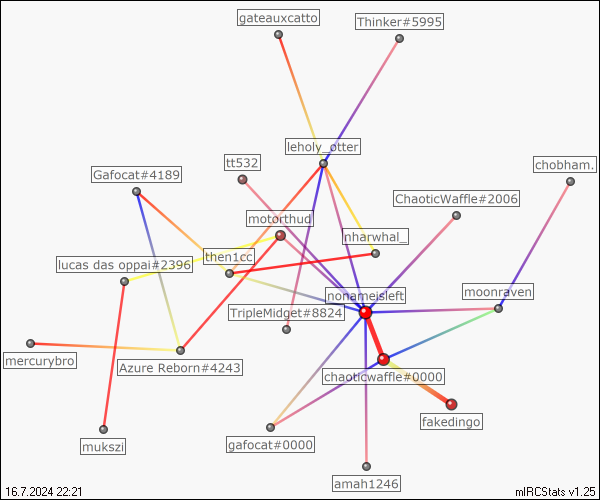 gateauxcatto
Thinker#5995
leholy_otter
tt532
chobham.
Gafocat#4189
ChaoticWaffle#2006
motorthud
nharwhal_
then1cc
lucas das oppai#2396
nonameisleft
moonraven
TripleMidget#8824
mercurybro
Azure Reborn#4243
chaoticwaffle#0000
fakedingo
mukszi
gafocat#0000
amah1246
16.7.2024 22:21
mIRCStats v1.25